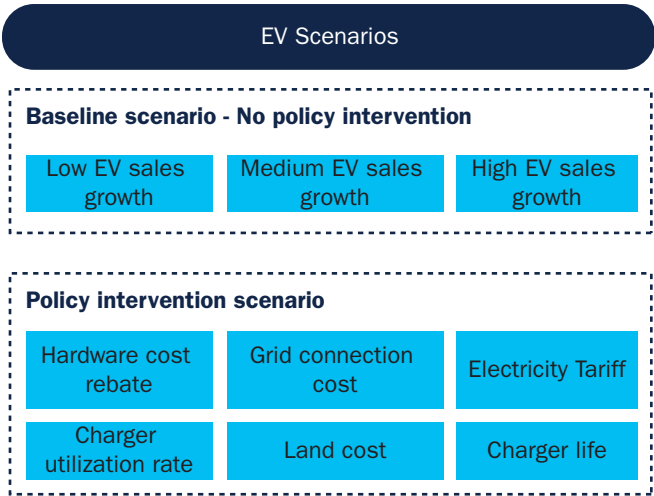 EV Scenarios
Baseline scenario - No policy intervention
Low EV sales
growth
Medium EV sales
growth
High EV sales
growth
Policy intervention scenario
Hardware cost
rebate
Grid connection
cost
Electricity Tariff
Charger
utilization rate
Land cost
Charger life